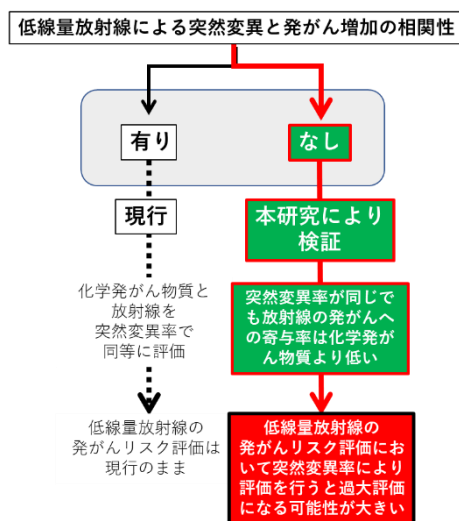 低線量放射線による突然変異と発がん増加の相関性
有り
なし
現行
本研究により
検証
化学発がん物質と
放射線を
突然変異率で
同等に評価
突然変異率が同じで
も放射線の発がんへ
の寄与率は化学発が
ん物質より低い
低線量放射線の
発がんリスク評価は
現行のまま
低線量放射線の
発がんリスク評価にお
いて突然変異率により
評価を行うと過大評価
になる可能性が大きい